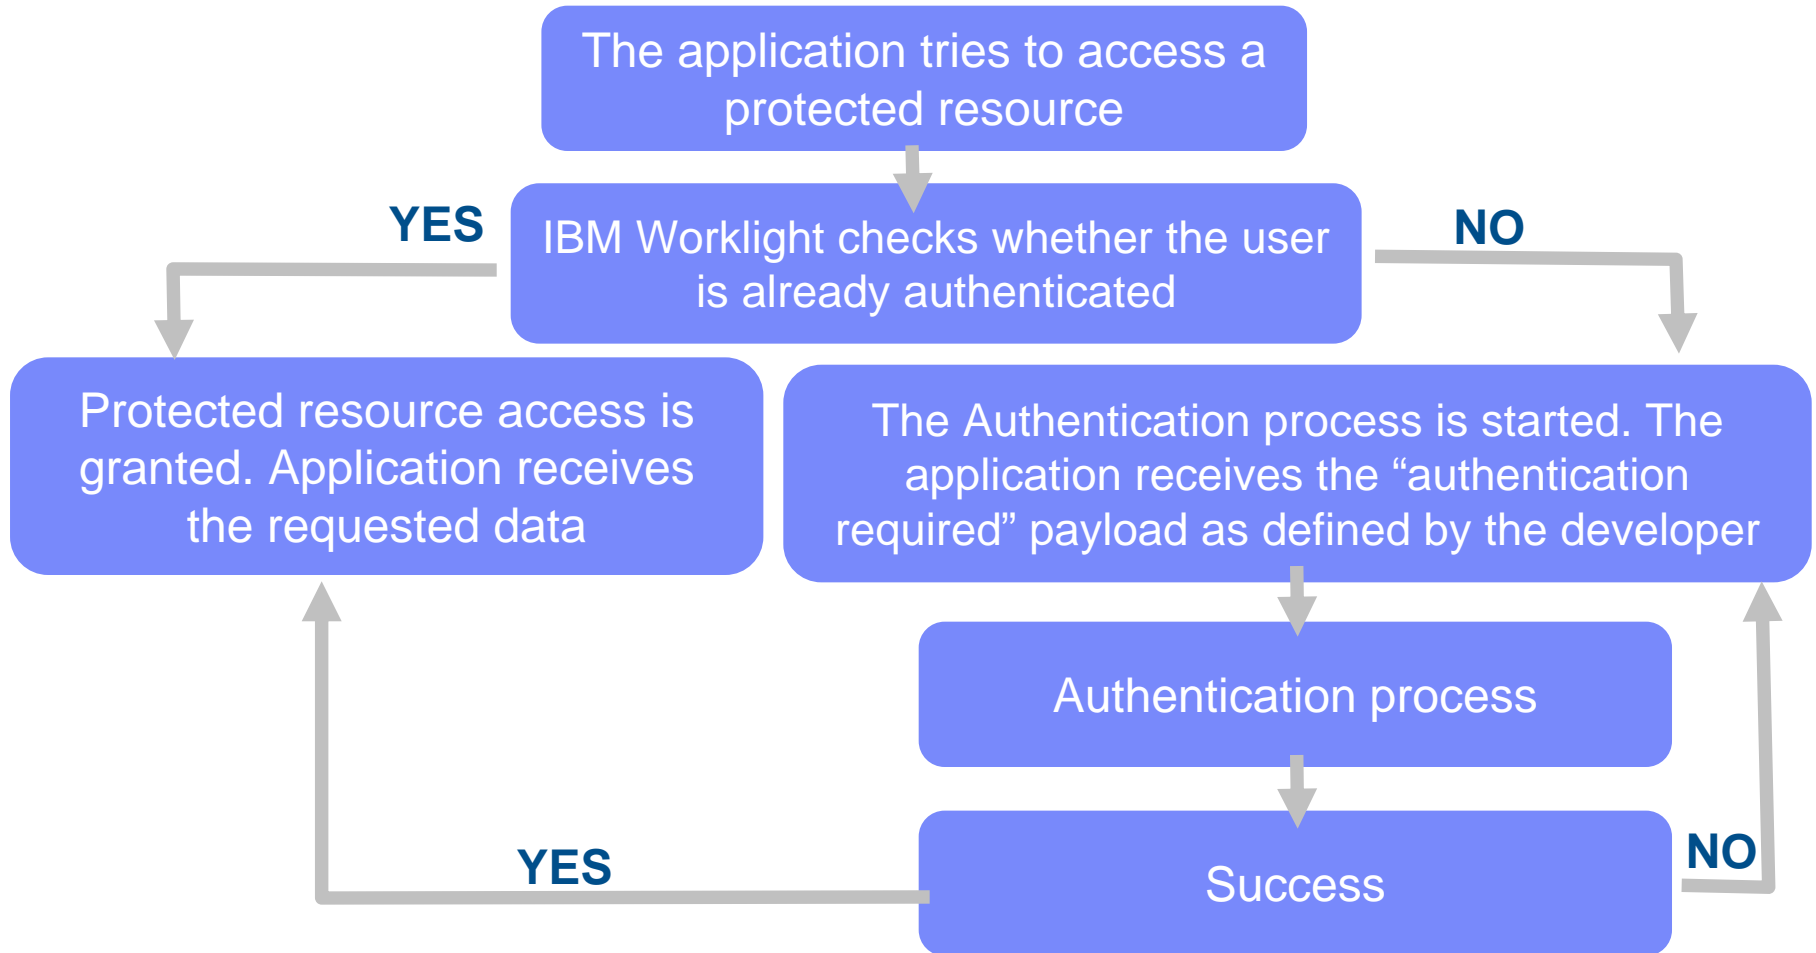 The application tries to access a
protected resource
YES
IBM Worklight checks whether the user
is already authenticated
NO
Protected resource access is
granted. Application receives
the requested data
The Authentication process is started. The
application receives the “authentication
required” payload as defined by the developer
Authentication process
YES
Success
NO